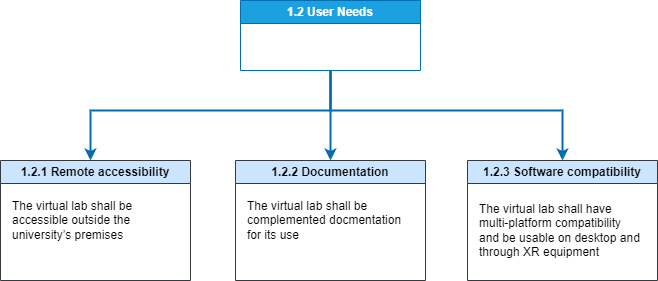 1.2 User Needs
1.2.1 Remote accessibility
The virtual lab shall be
accessible outside the
university's premises
1.2.2 Documentation
The virtual lab shall be
complemented docmentation
for its use
1.2.3 Software compatibility
The virtual lab shall have
multi-platform compatibility
and be usable on desktop and
through XR equipment